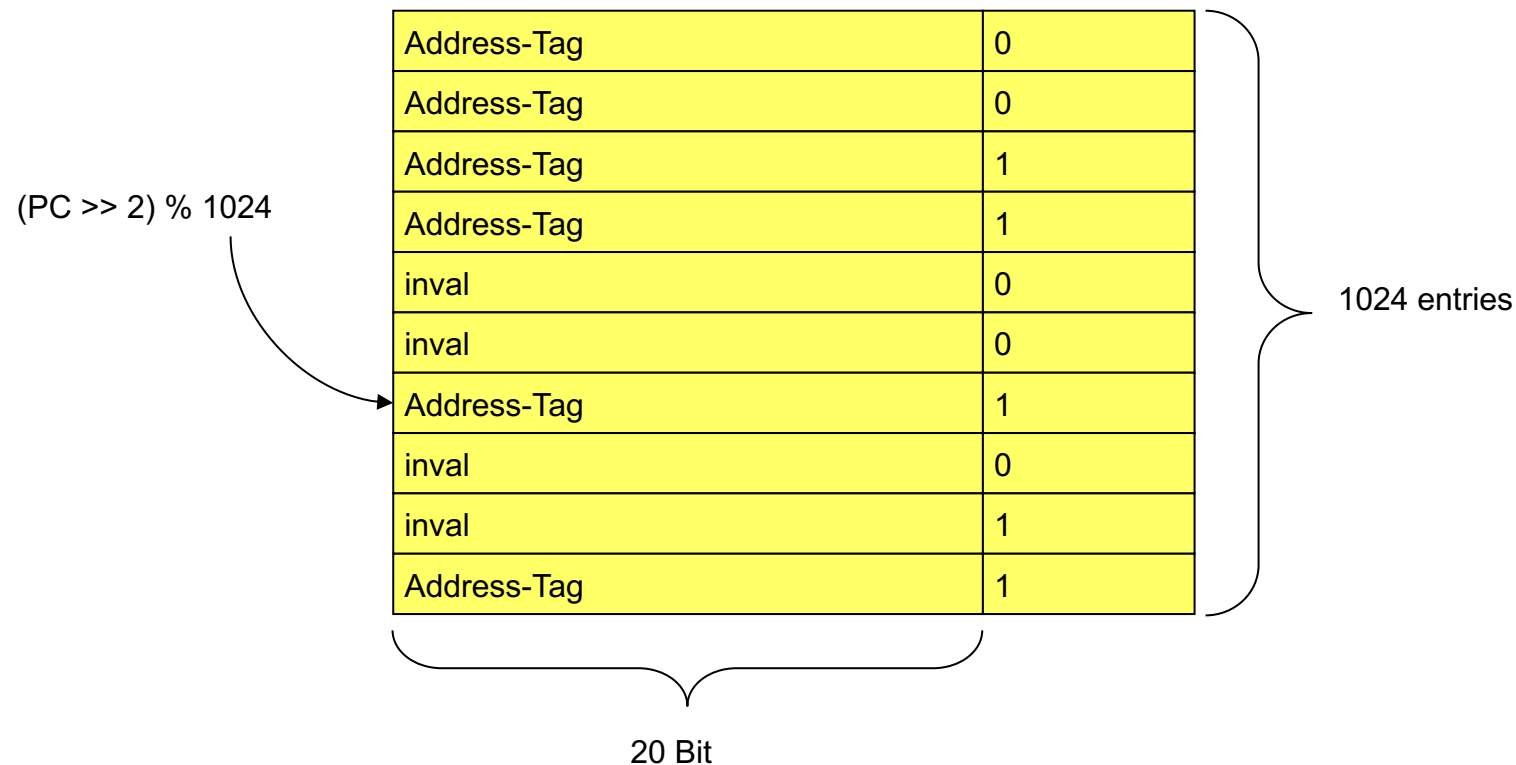 Address-Tag 0
Address-Tag 0
Address-Tag 1
(PC >> 2) % 1024
Address-Tag 1
inval 0
1024 entries
inval 0
Address-Tag 1
inval 0
inval 1
Address-Tag 1
20 Bit